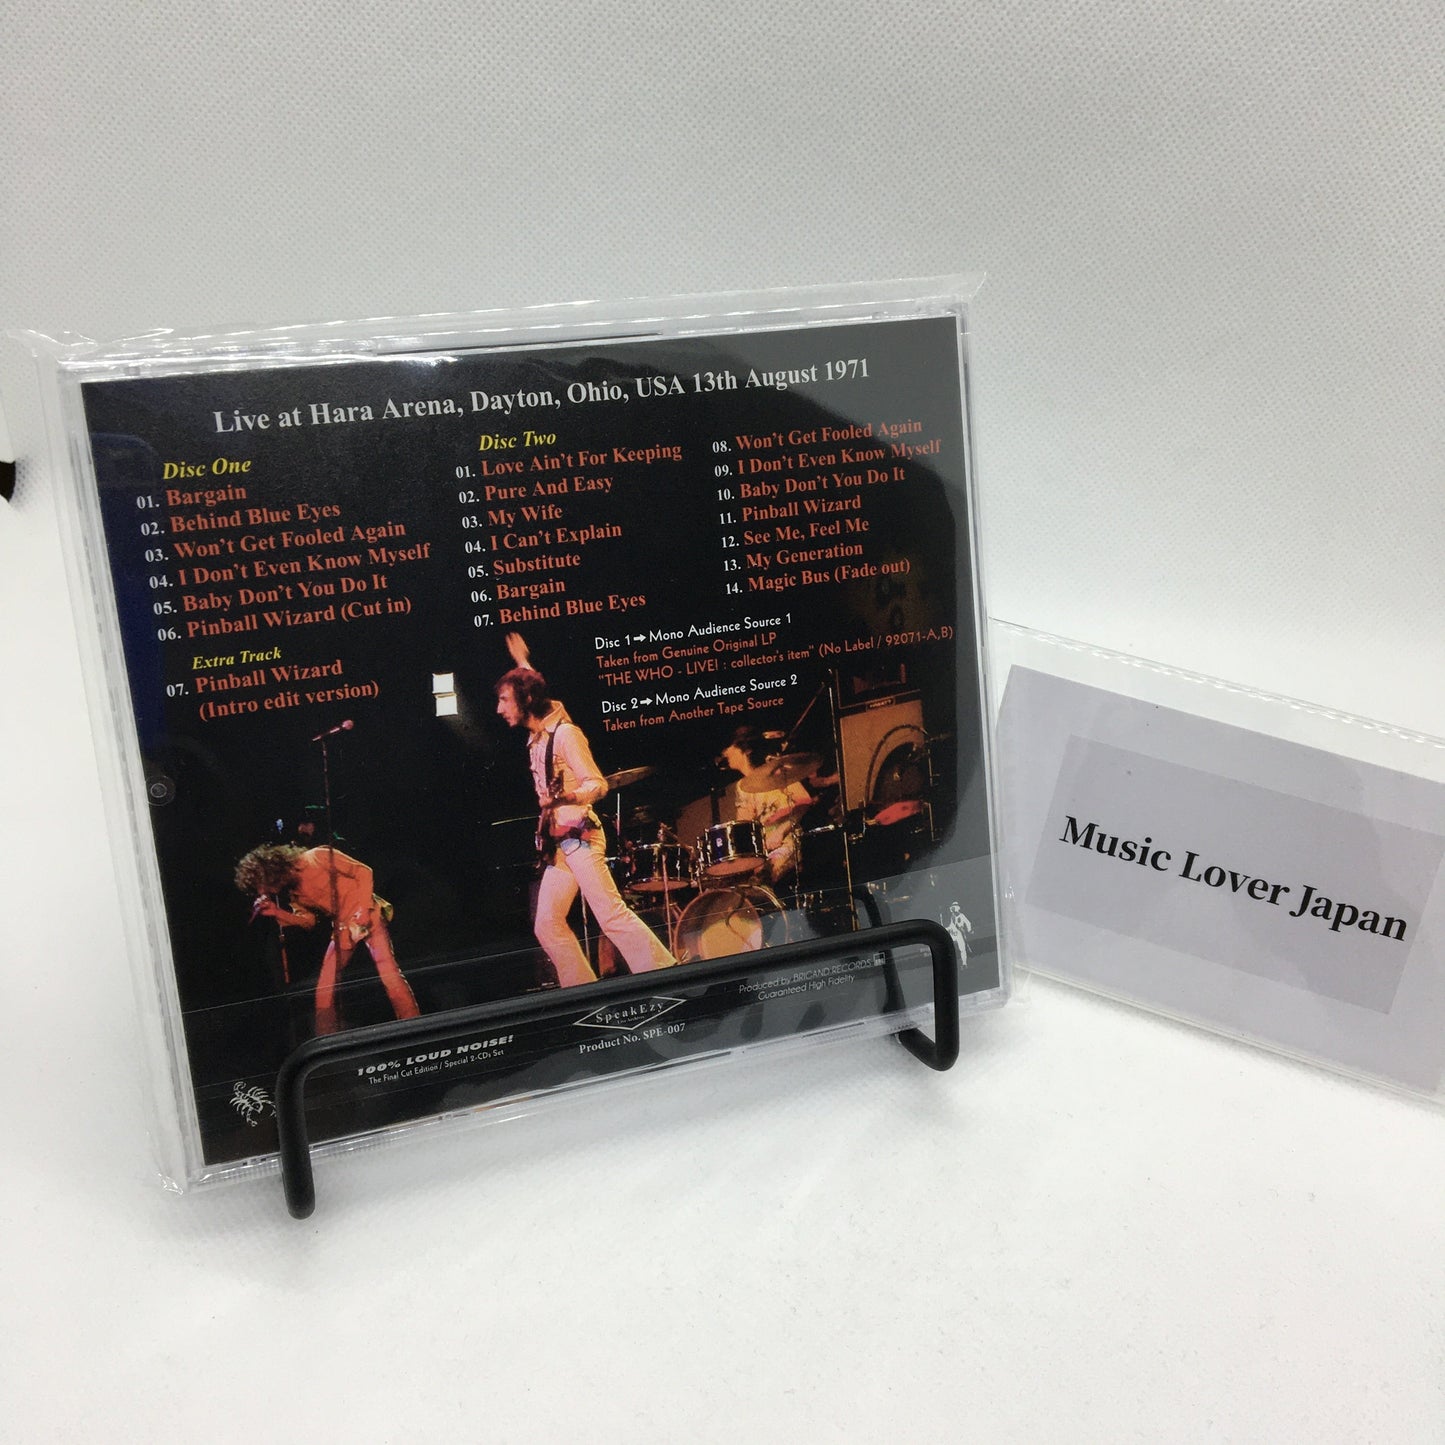 Live at Hara Arena, Dayton, Ohio, USA 13th August 1971
Disc One
01. Bargain
02. Behind Blue Eyes
03. Won't Get Fooled Again
04. I Don't Even Know Myself
05. Baby Don't You Do It
06. Pinball Wizard (Cut in)
Extra Track
07. Pinball Wizard
(Intro edit version)
Disc Two
01. Love Ain't For Keeping
02. Pure And Easy
03. My Wife
04. I Can't Explain
05. Substitute
06. Bargain
07. Behind Blue Eyes
08. Won't Get Fooled Again
09. I Don't Even Know Myself
10. Baby Don't You Do It
11. Pinball Wizard
12. See Me, Feel Me
13. My Generation
14. Magic Bus (Fade out)
Disc 1➞Mono Audience Source 1
Taken from Genuine Original LP
"THE WHO - LIVE! : collector's item" (No Label / 92071-A,B)
Disc 2➞Mono Audience Source 2
Taken from Another Tape Source
100% LOUD NOISE!
The Final Cut Edition / Special 2-CDs Set
SpeakEzy
Product No. SPE-007
Produced by BRICAND RECORDS
Guaranteed High Fidelity
Music Lover Japan